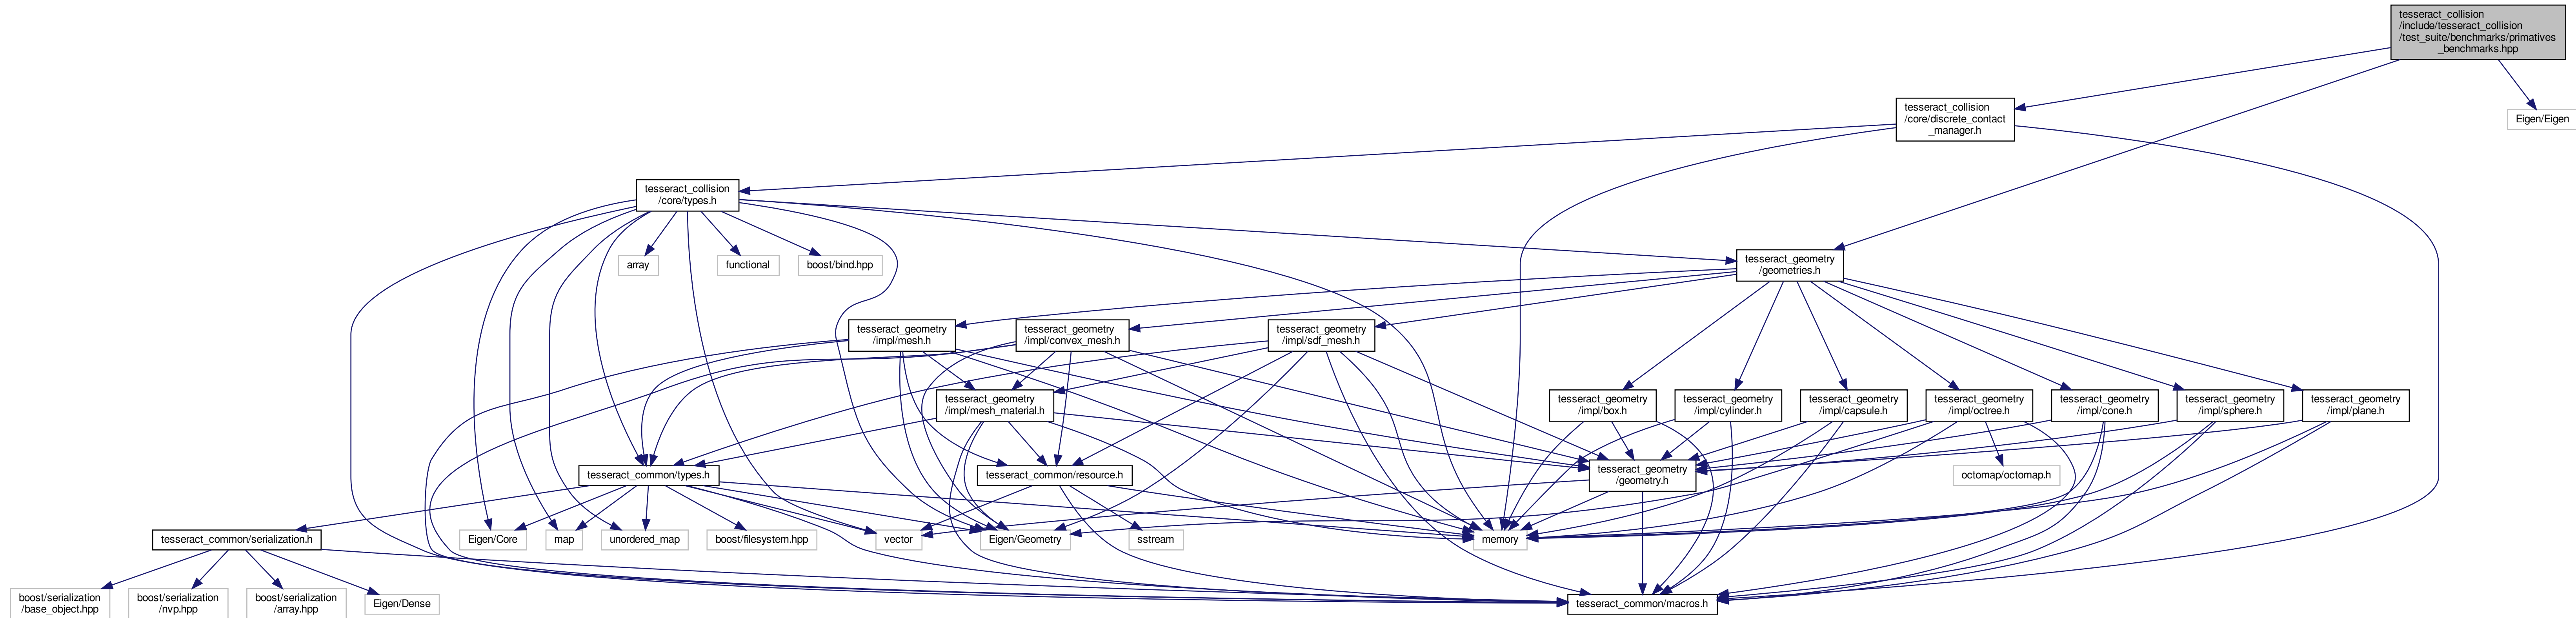 tesseract_collision
/include/tesseract_collision
/test_suite/benchmarks/primatives
_benchmarks.hpp
tesseract_collision
/core/discrete_contact
_manager.h
Eigen/Eigen
tesseract_collision
/core/types.h
array
functional
boost/bind.hpp
tesseract_geometry
/geometries.h
tesseract_geometry
/impl/mesh.h
tesseract_geometry
/impl/convex_mesh.h
tesseract_geometry
/impl/sdf_mesh.h
tesseract_geometry
/impl/mesh_material.h
tesseract_geometry
/impl/box.h
tesseract_geometry
/impl/cylinder.h
tesseract_geometry
/impl/capsule.h
tesseract_geometry
/impl/octree.h
tesseract_geometry
/impl/cone.h
tesseract_geometry
/impl/sphere.h
tesseract_geometry
/impl/plane.h
tesseract_common/types.h
tesseract_common/resource.h
tesseract_geometry
/geometry.h
octomap/octomap.h
tesseract_common/serialization.h
Eigen/Core
map
unordered_map
boost/filesystem.hpp
vector
Eigen/Geometry
sstream
memory
boost/serialization
/base_object.hpp
boost/serialization
/nvp.hpp
boost/serialization
/array.hpp
Eigen/Dense
tesseract_common/macros.h